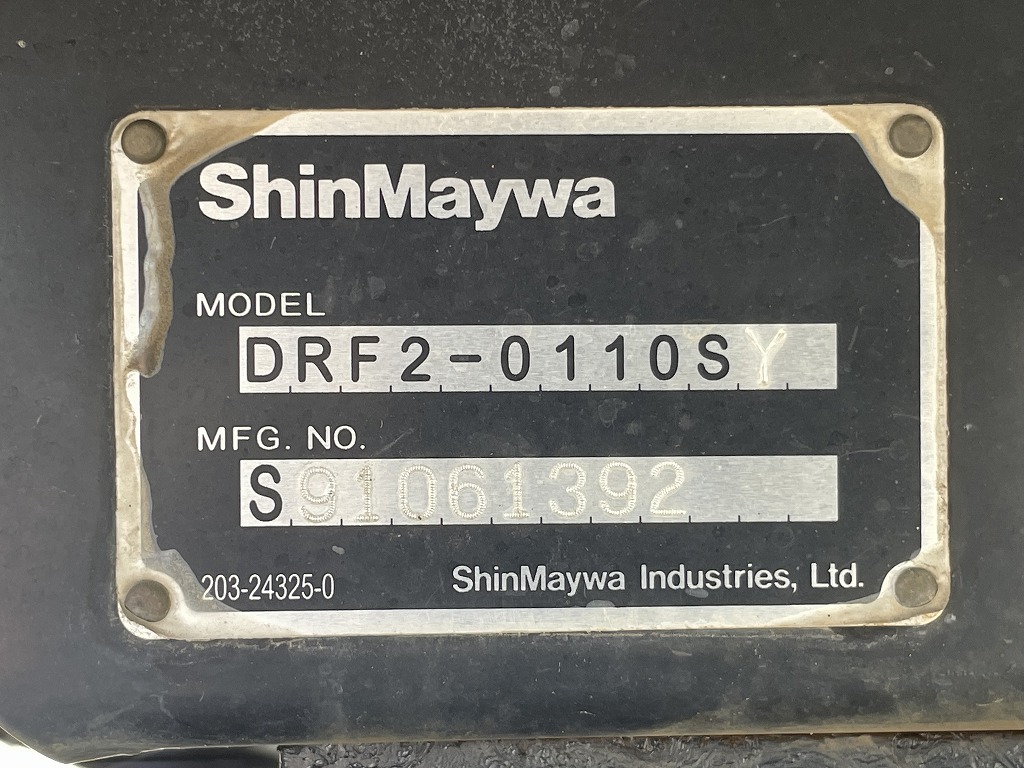 ShinMaywa
MODEL
DRF2-0110SY
MFG. NO.
S91061392
203-24325-0
ShinMaywa Industries, Ltd.